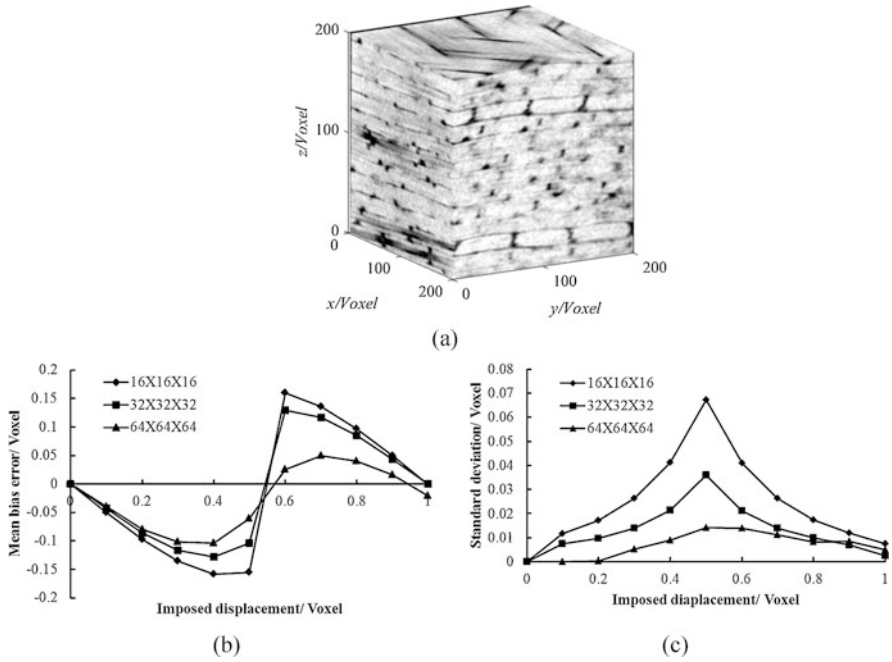 200
100
0
z/Voxel
0
100
200
x/Voxel
0
100
200
y/Voxel
(a)
0.2
0.15
0.1
0.05
0
-0.05
-0.1
-0.15
-0.2
Mean bias error/ Voxel
16X16X16
32X32X32
64X64X64
0 0.2 0.4 0.6 0.8 1
Imposed displacement/ Voxel
(b)
0.08
0.07
0.06
0.05
0.04
0.03
0.02
0.01
0
Standard deviation/ Voxel
16X16X16
32X32X32
64X64X64
0 0.2 0.4 0.6 0.8 1
Imposed diaplacement/ Voxel
(c)